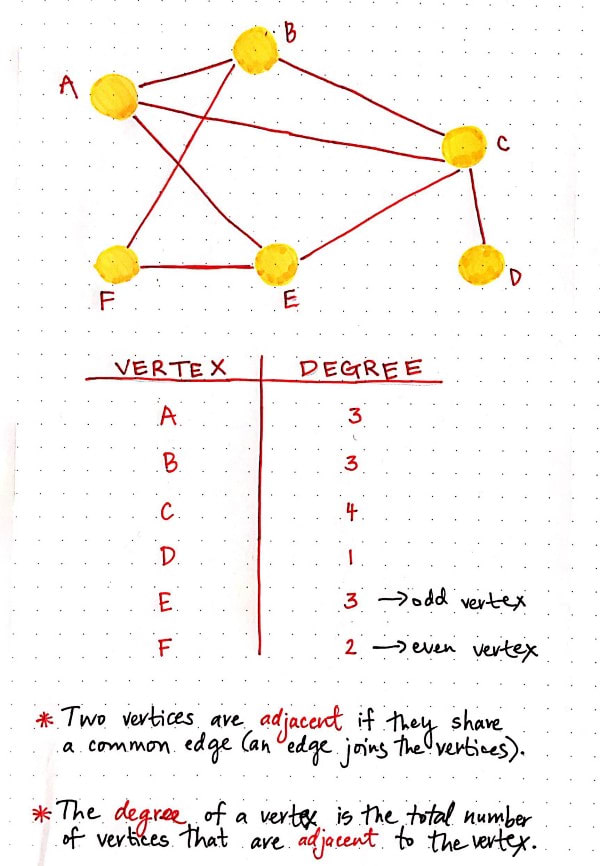 B
A
C
F
E
D
VERTEX DEGREE
A 3
B 3
C 4
D 1
E 3 → odd vertex
F 2 → even vertex
* Two vertices are adjacent if they share
a common edge (an edge joins the vertices).
* The degree of a vertex is the total number
of vertices that are adjacent to the vertex.